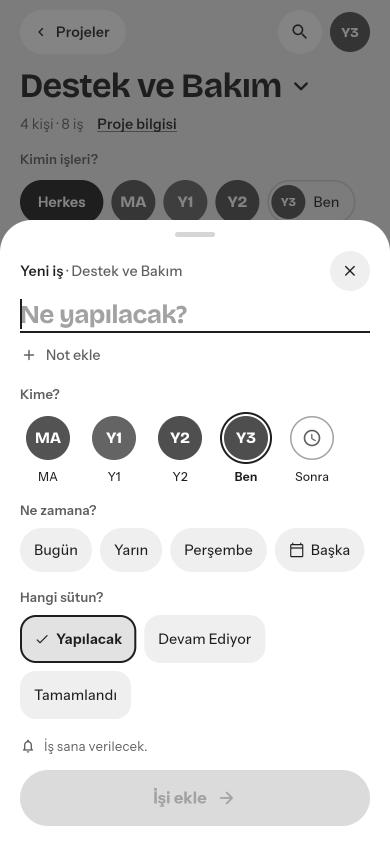 Projeler
Y3
Destek ve Bakım
4 kişi · 8 iş Proje bilgisi
Kimin işleri?
Herkes MA Y1 Y2 Y3 Ben
Yeni iş · Destek ve Bakım
Ne yapılacak?
Not ekle
Kime?
MA Y1 Y2 Y3
MA Y1 Y2 Ben Sonra
Ne zamana?
Bugün Yarın Perşembe Başka
Hangi sütun?
Yapılacak Devam Ediyor
Tamamlandı
İş sana verilecek.
İşi ekle